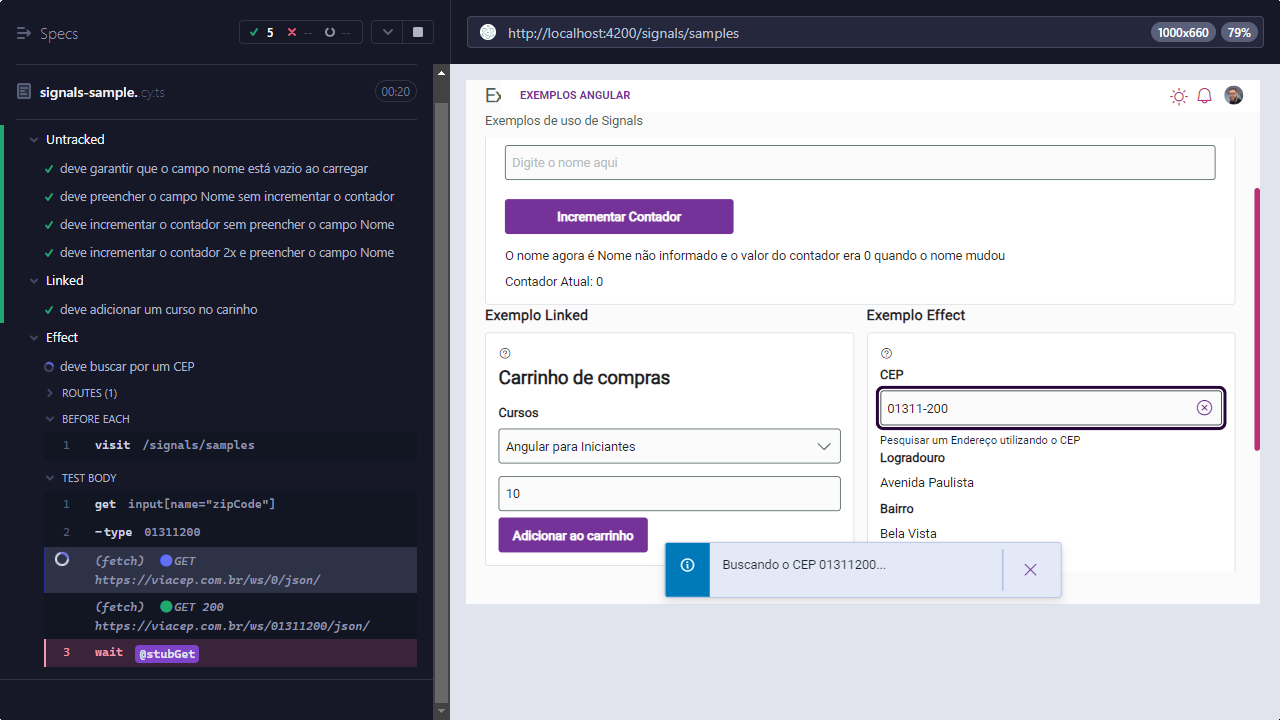 Specs
5
--
--
signals-sample.cy.ts
00:20
Untracked
deve garantir que o campo nome está vazio ao carregar
deve preencher o campo Nome sem incrementar o contador
deve incrementar o contador sem preencher o campo Nome
deve incrementar o contador 2x e preencher o campo Nome
Linked
deve adicionar um curso no carinho
Effect
deve buscar por um CEP
ROUTES (1)
BEFORE EACH
1 visit /signals/samples
TEST BODY
1 get input[name="zipCode"]
2 -type 01311200
(fetch) GET
https://viacep.com.br/ws/0/json/
(fetch) GET 200
https://viacep.com.br/ws/01311200/json/
3 wait @stubGet
http://localhost:4200/signals/samples
1000x660
79%
EXEMPLOS ANGULAR
Exemplos de uso de Signals
Digite o nome aqui
Incrementar Contador
O nome agora é Nome não informado e o valor do contador era 0 quando o nome mudou
Contador Atual: 0
Exemplo Linked
Carrinho de compras
Cursos
Angular para Iniciantes
10
Adicionar ao carrinho
Exemplo Effect
CEP
01311-200
Pesquisar um Endereço utilizando o CEP
Logradouro
Avenida Paulista
Bairro
Bela Vista
Buscando o CEP 01311200...